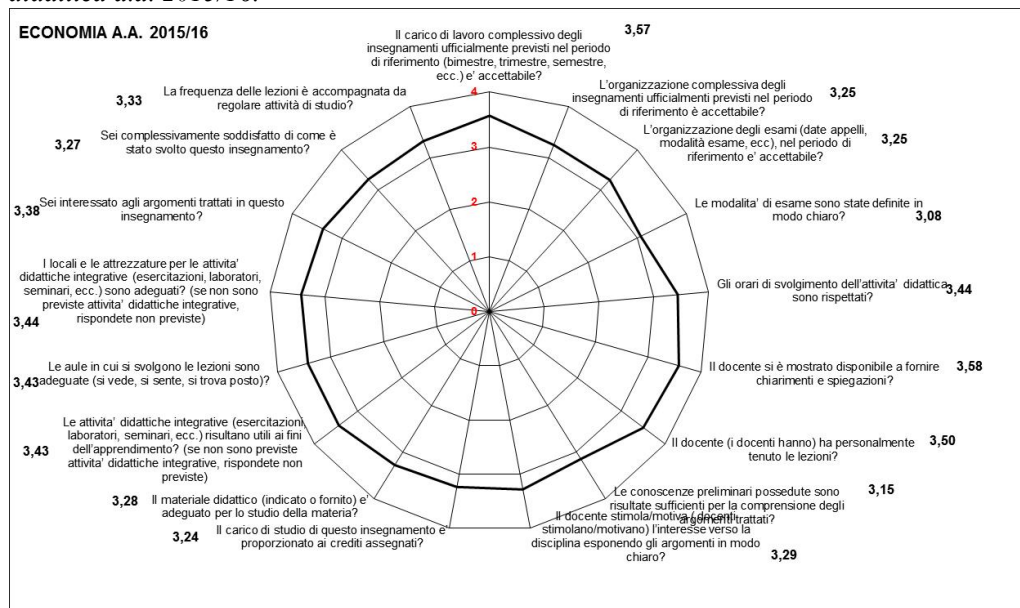 didattica a.a. 2015/16.
ECONOMIA A.A. 2015/16
Il carico di lavoro complessivo degli
insegnamenti ufficialmente previsti nel periodo
di riferimento (bimestre, trimestre, semestre,
ecc.) e' accettabile?
3,57
L'organizzazione complessiva degli
insegnamenti ufficialmenti previsti nel periodo
di riferimento è accettabile?
3,25
L'organizzazione degli esami (date appelli,
modalità esame, ecc), nel periodo di
riferimento e' accettabile?
3,25
Le modalita' di esame sono state definite in
modo chiaro?
3,08
Gli orari di svolgimento dell'attivita' didattica
sono rispettati?
3,44
Il docente si è mostrato disponibile a fornire
chiarimenti e spiegazioni?
3,58
Il docente (i docenti hanno) ha personalmente
tenuto le lezioni?
3,50
Le conoscenze preliminari possedute sono
risultate sufficienti per la comprensione degli
argomenti trattati?
3,15
Il docente stimola/motiva (i docenti
stimolano/motivano) l'interesse verso la
disciplina esponendo gli argomenti in modo
chiaro?
3,29
Il carico di studio di questo insegnamento e'
proporzionato ai crediti assegnati?
3,24
Il materiale didattico (indicato o fornito) e'
adeguato per lo studio della materia?
3,28
Le attivita' didattiche integrative (esercitazioni,
laboratori, seminari, ecc.) risultano utili ai fini
dell'apprendimento? (se non sono previste
attivita' didattiche integrative, rispondete non
previste)
3,43
Le aule in cui si svolgono le lezioni sono
adeguate (si vede, si sente, si trova posto)?
3,43
I locali e le attrezzature per le attivita'
didattiche integrative (esercitazioni, laboratori,
seminari, ecc.) sono adeguati? (se non sono
previste attivita' didattiche integrative,
rispondete non previste)
3,44
Sei interessato agli argomenti trattati in questo
insegnamento?
3,38
Sei complessivamente soddisfatto di come è
stato svolto questo insegnamento?
3,27
La frequenza delle lezioni è accompagnata da
regolare attività di studio?
3,33
4
3
2
1
0